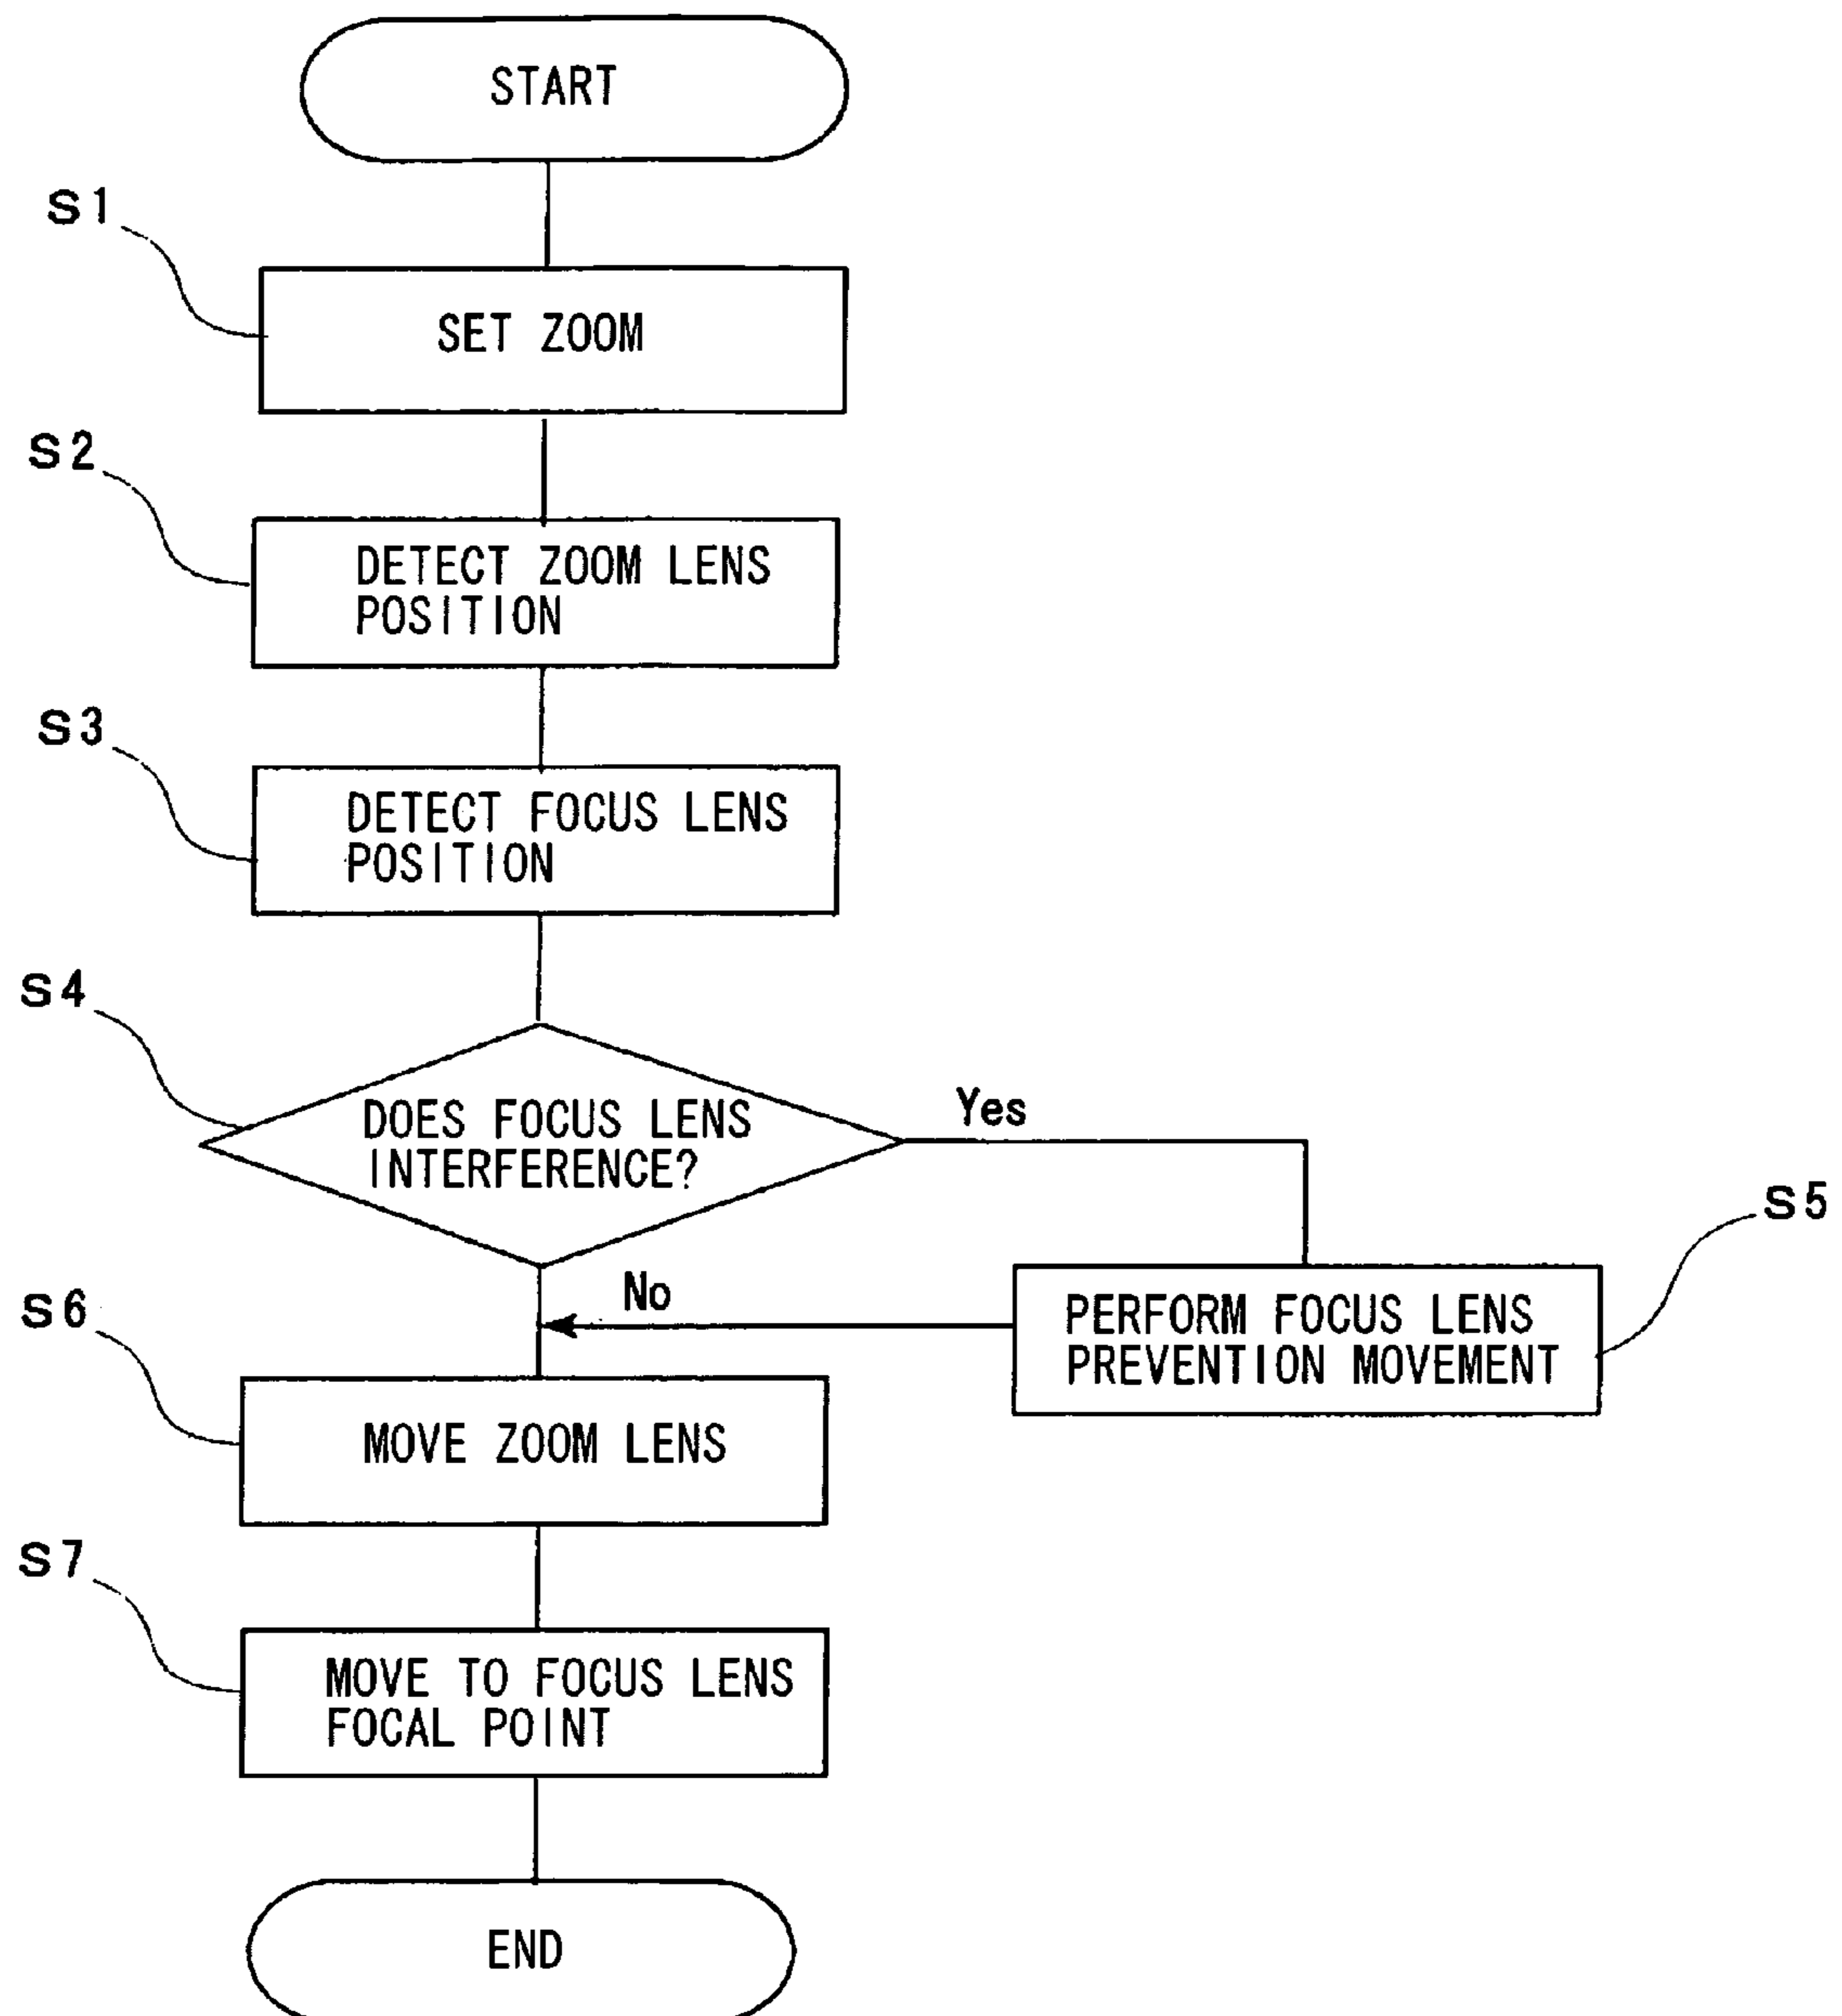 START
S1
SET ZOOM
S2
DETECT ZOOM LENS
POSITION
S3
DETECT FOCUS LENS
POSITION
S4
DOES FOCUS LENS
INTERFERENCE?
Yes
No
S5
PERFORM FOCUS LENS
PREVENTION MOVEMENT
S6
MOVE ZOOM LENS
S7
MOVE TO FOCUS LENS
FOCAL POINT
END